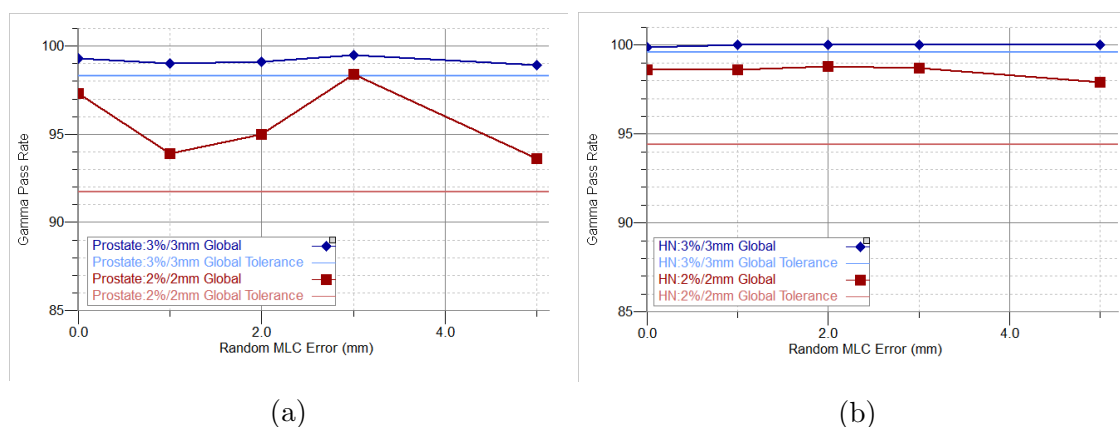 100
95
90
85
Gamma Pass Rate
Prostate:3%/3mm Global
Prostate:3%/3mm Global Tolerance
Prostate:2%/2mm Global
Prostate:2%/2mm Global Tolerance
0.0 2.0 4.0
Random MLC Error (mm)
(a)
100
95
90
85
Gamma Pass Rate
HN:3%/3mm Global
HN:3%/3mm Global Tolerance
HN:2%/2mm Global
HN:2%/2mm Global Tolerance
0.0 2.0 4.0
Random MLC Error (mm)
(b)